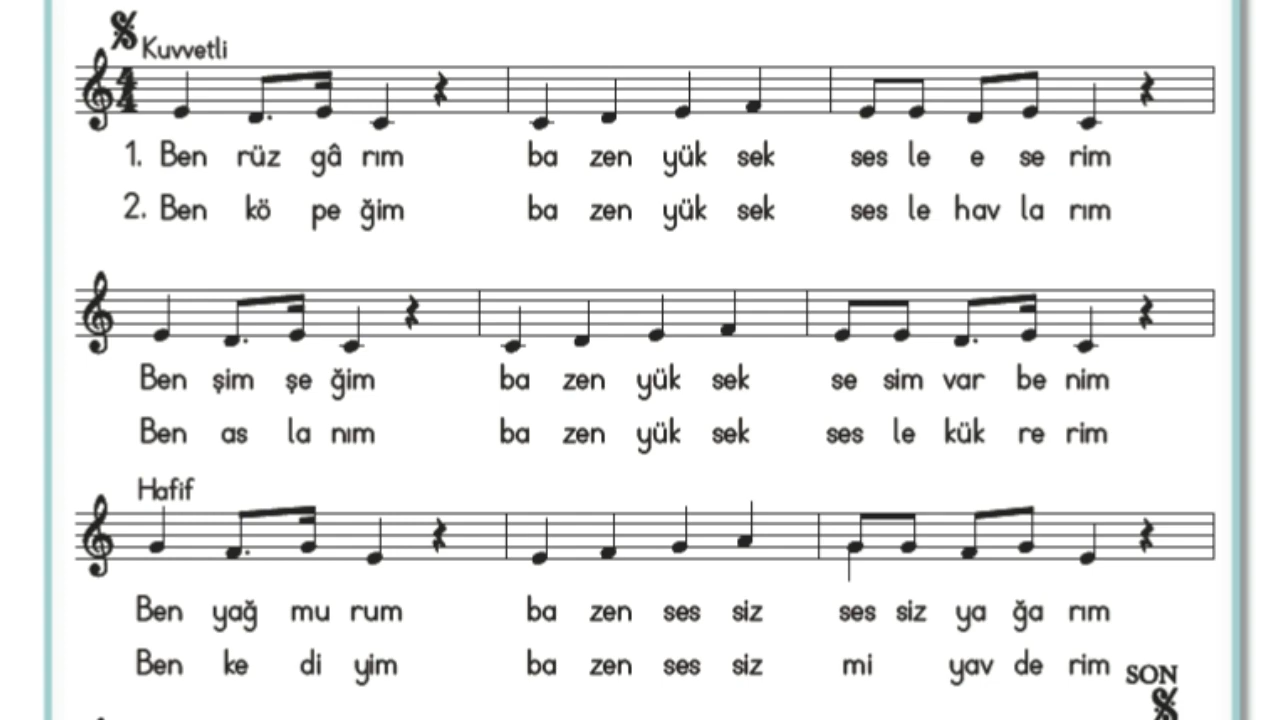 Kuvvetli
4
4
1. Ben rüz gâ rım ba zen yük sek ses le e se rim
2. Ben kö pe ğim ba zen yük sek ses le hav la rım
Ben şim şe ğim ba zen yük sek se sim var be nim
Ben as la nım ba zen yük sek ses le kük re rim
Hafif
Ben yağ mu rum ba zen ses siz ses siz ya ğa rım
Ben ke di yim ba zen ses siz mi yav de rim
SON